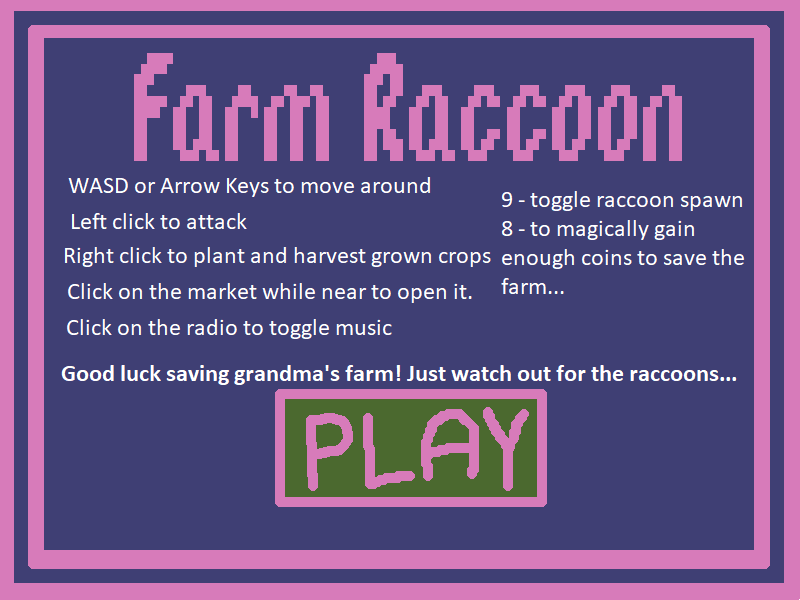 Farm Raccoon
WASD or Arrow Keys to move around
Left click to attack
Right click to plant and harvest grown crops
Click on the market while near to open it.
Click on the radio to toggle music
9 - toggle raccoon spawn
8 - to magically gain
enough coins to save the
farm...
Good luck saving grandma's farm! Just watch out for the raccoons...
PLAY